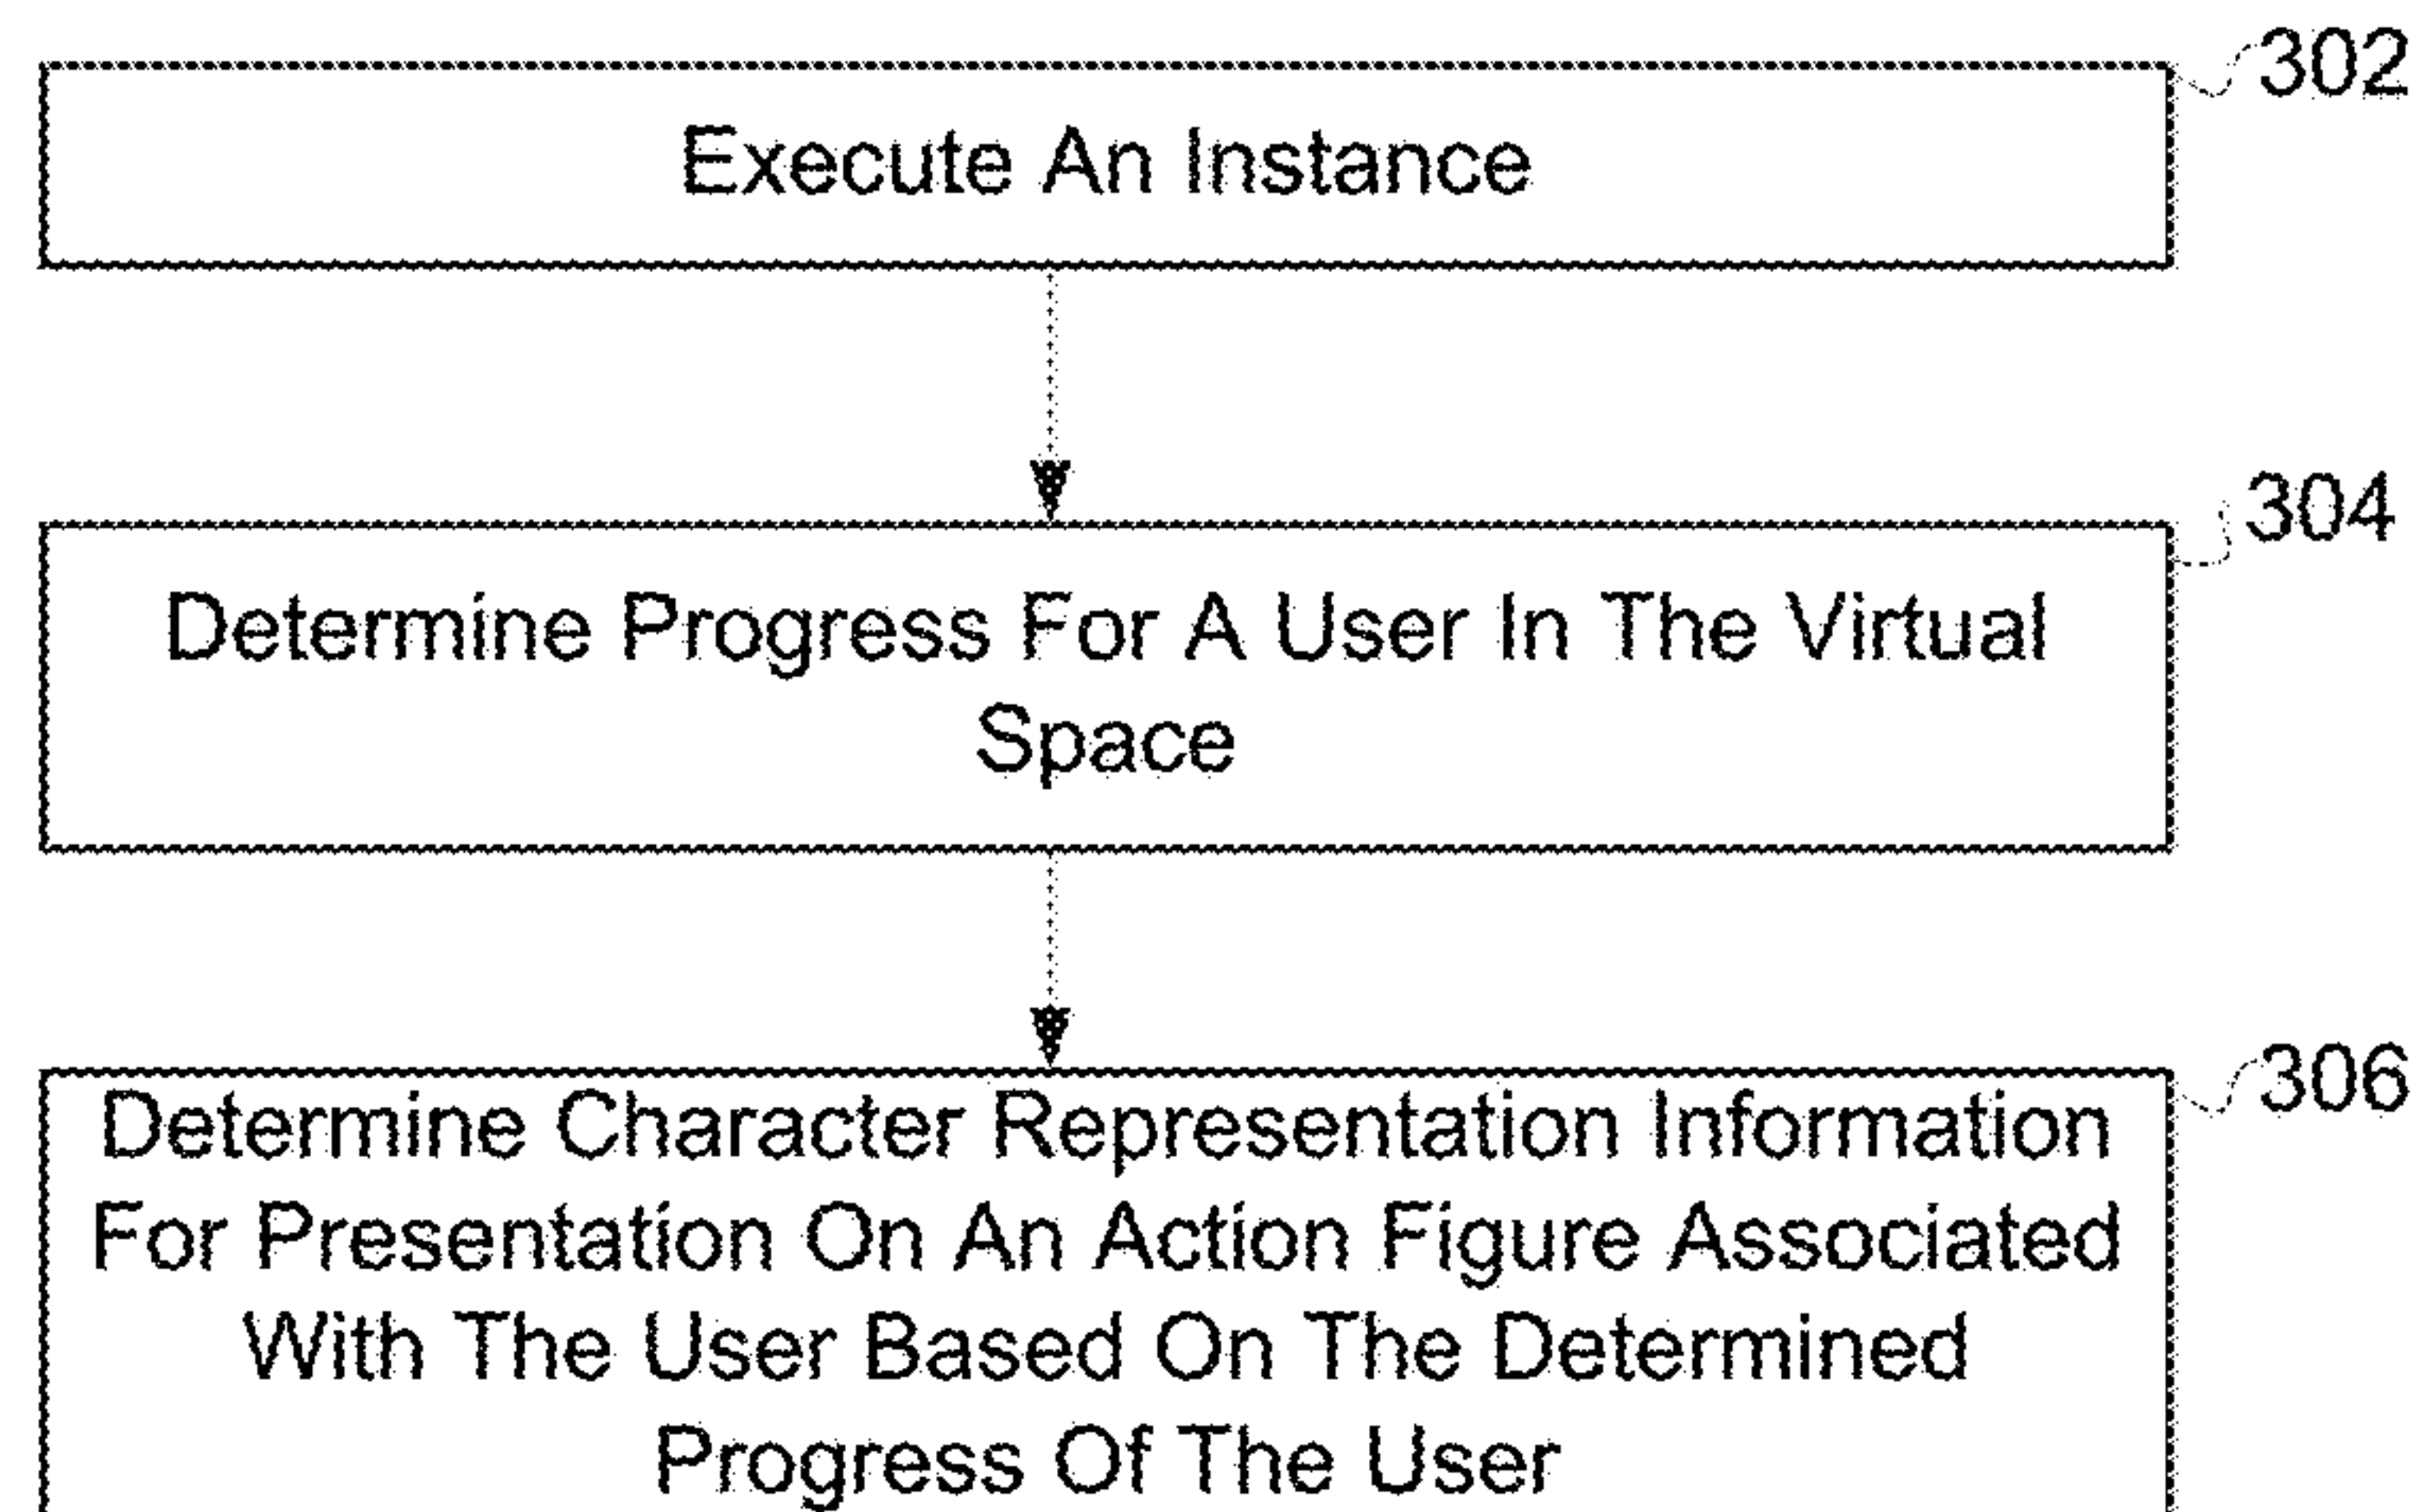 302
Execute An Instance
304
Determine Progress For A User In The Virtual
Space
306
Determine Character Representation Information
For Presentation On An Action Figure Associated
With The User Based On The Determined
Progress Of The User